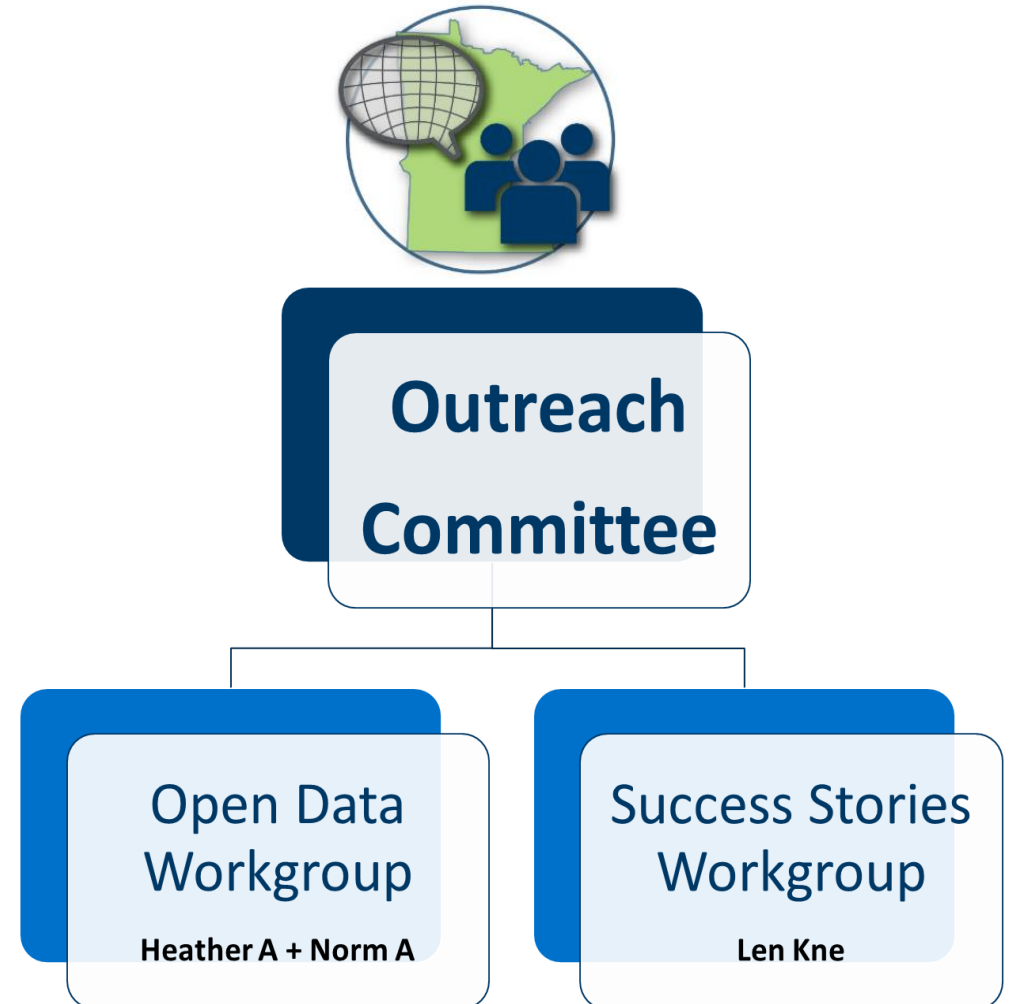 Outreach
Committee
Open Data
Workgroup
Heather A + Norm A
Success Stories
Workgroup
Len Kne